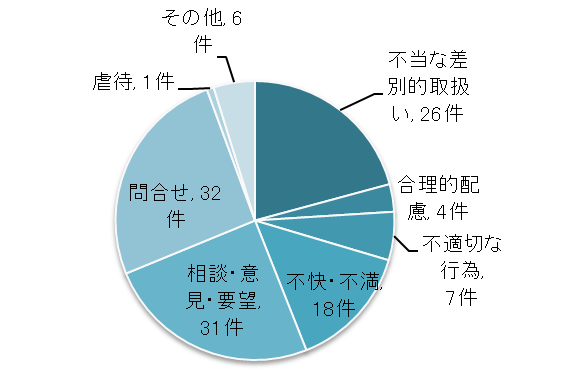 その他, 6
件
虐待, 1件
不当な差
別的取扱
い, 26件
合理的配
慮, 4件
不適切な
行為,
7件
不快・不満,
18件
相談・意
見・要望,
31件
問合せ, 32
件